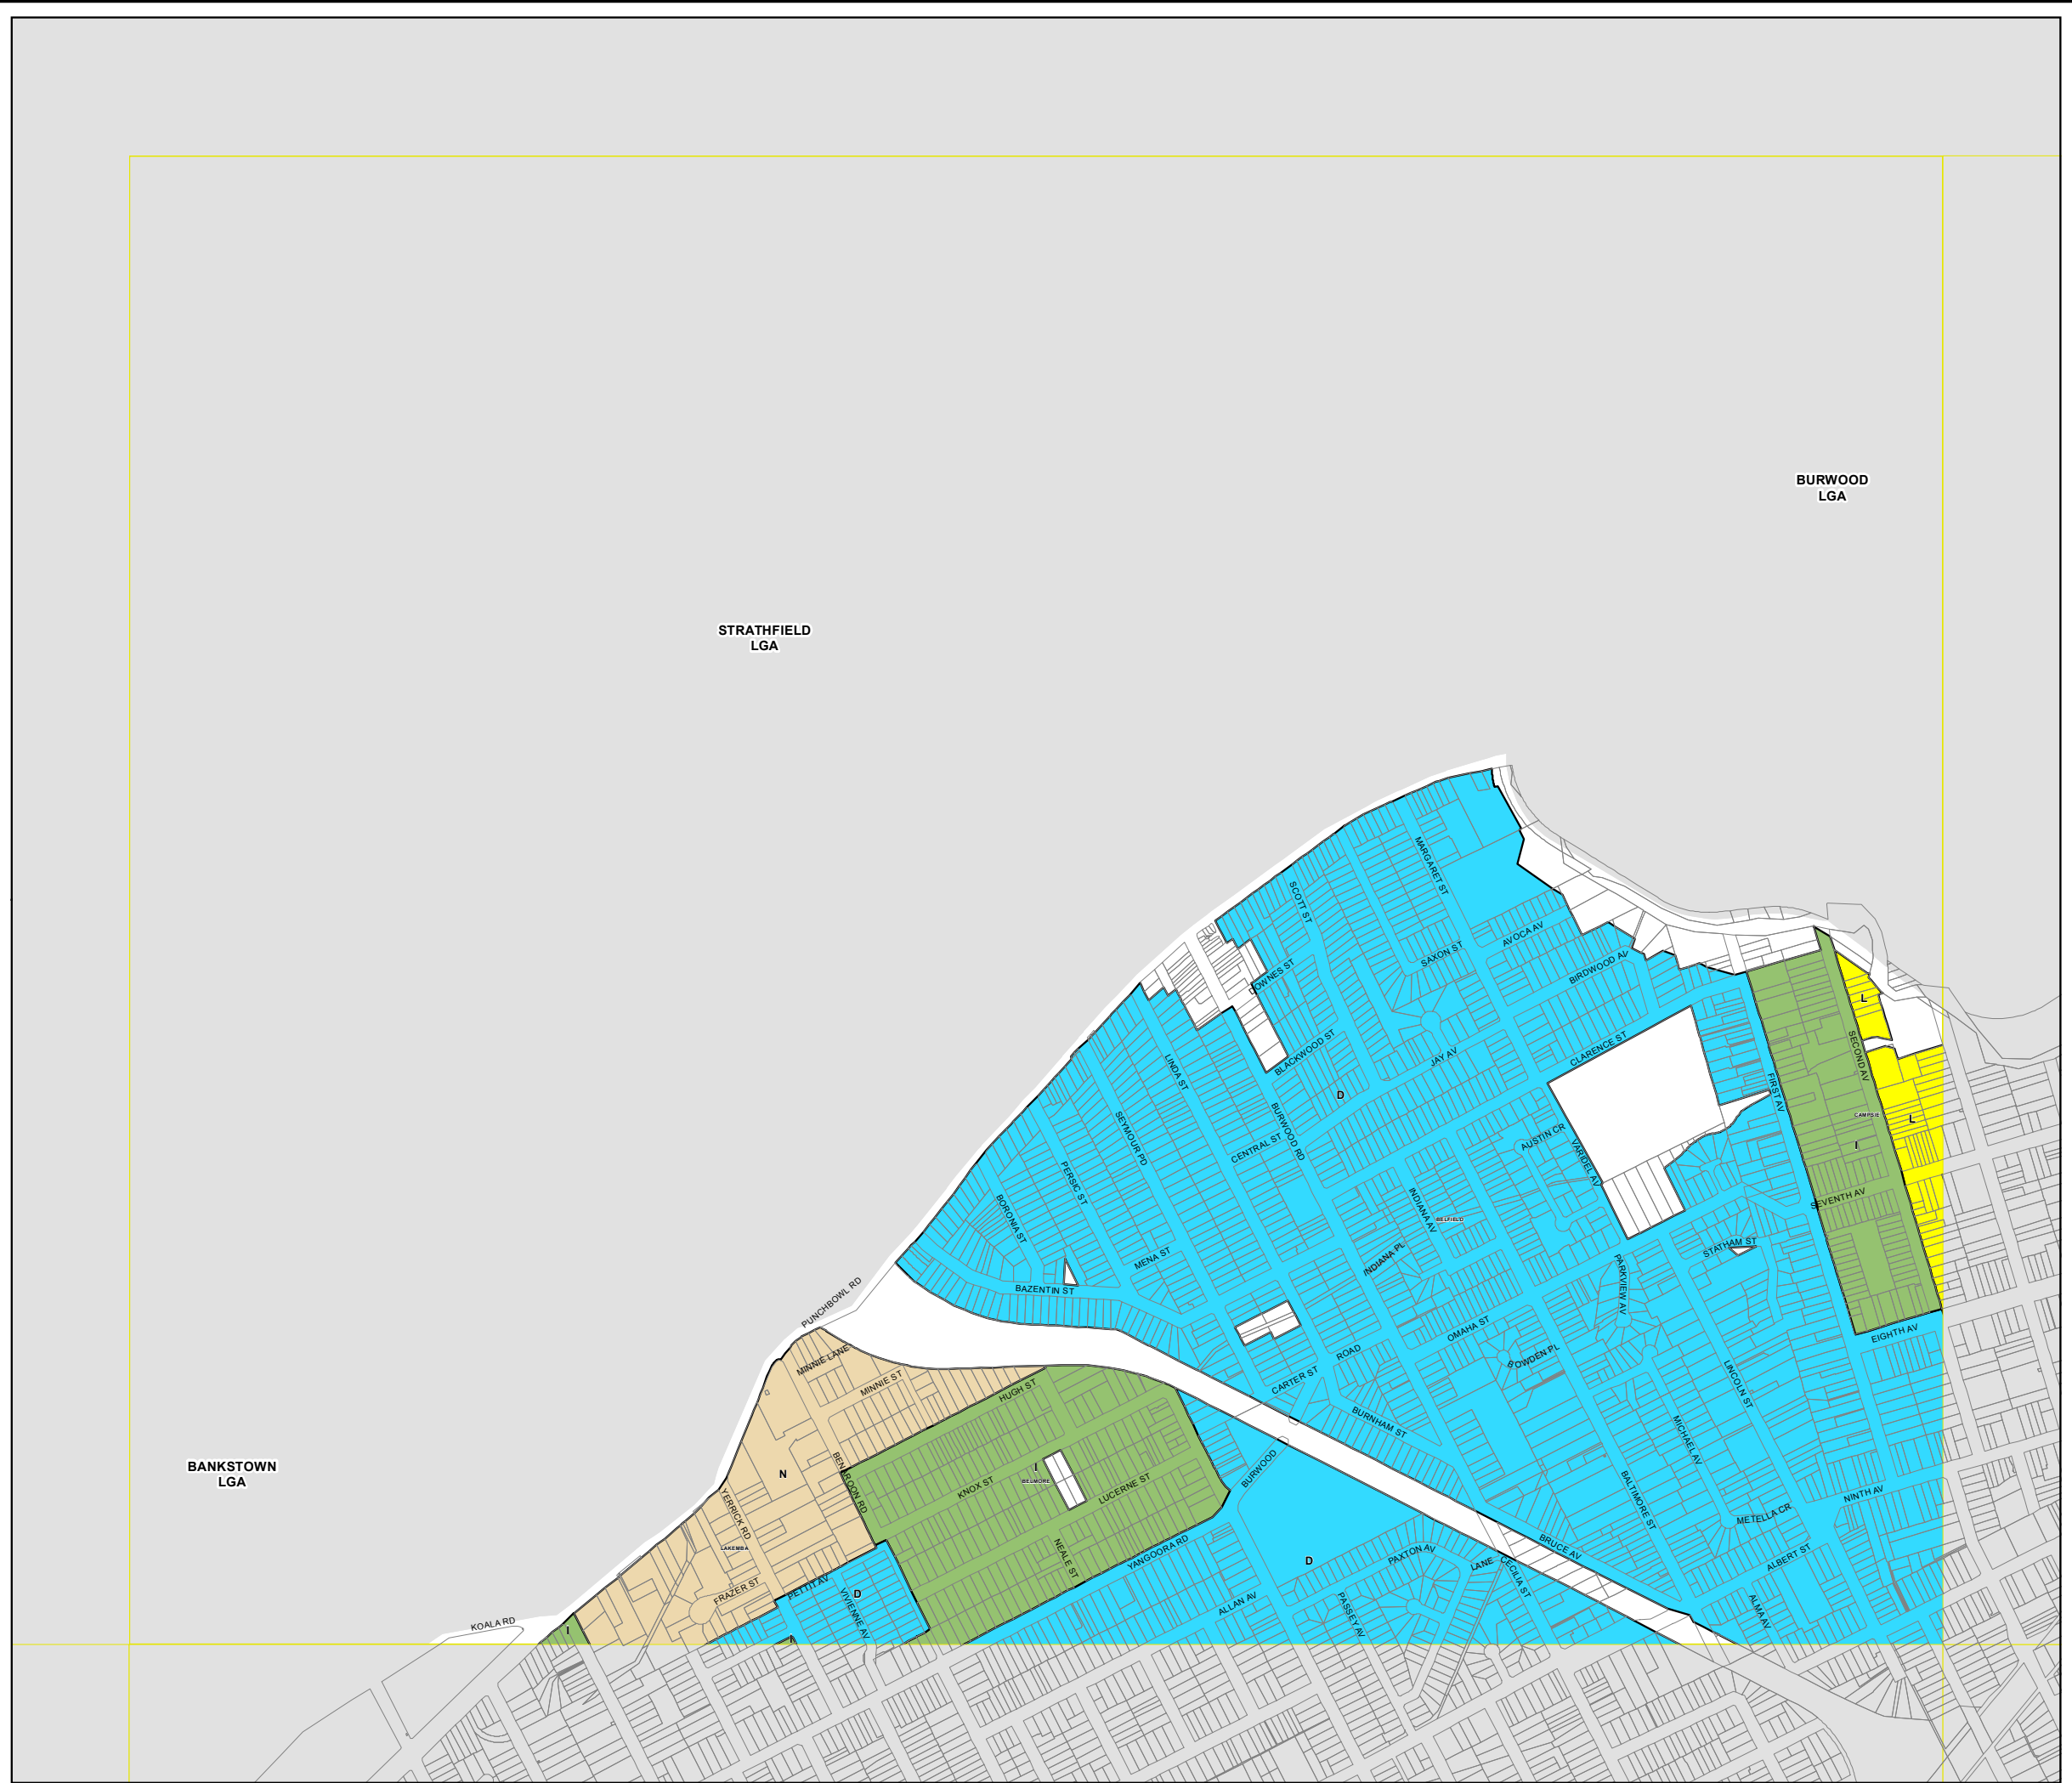 BURWOOD
LGA
STRATHFIELD
LGA
MARGARET ST
SCOTT ST
AVOCA AV
SAXON ST
BIRDWOOD AV
DOWNES ST
L
SECOND AV
CLARENCE ST
BLACKWOOD ST
JAY AV
LINDA ST
FIRST AV
D
CAMPSIE
L
BURWOOD RD
SEYMOUR PD
AUSTIN CR
CENTRAL ST
I
VARIDEL AV
PERSIC ST
SEVENTH AV
INDIANA AV
BELFIELD
BORONIA ST
STATHAM ST
MENA ST
INDIANA PL
PARKVIEW AV
BAZENTIN ST
PUNCHBOWL RD
OMAHA ST
EIGHTH AV
ROAD
BOWDEN PL
MINNIE LANE
CARTER ST
MINNIE ST
LINCOLN ST
HUGH ST
BURNHAM ST
MICHAEL AV
BANKSTOWN
LGA
N
BENAROON RD
I
BELMORE
BURWOOD
KNOX ST
LUCERNE ST
BALTIMORE ST
NINTH AV
YERRICK RD
METELLA CR
LAKEMBA
BRUCE AV
YANGOORA RD
NEALE ST
PAXTON AV
D
LANE
CECILIA ST
ALBERT ST
FRAZER ST
PETTIT AV
D
VIVIENNE AV
ALLAN AV
PASSEY AV
ALMA AV
KOALA RD
I